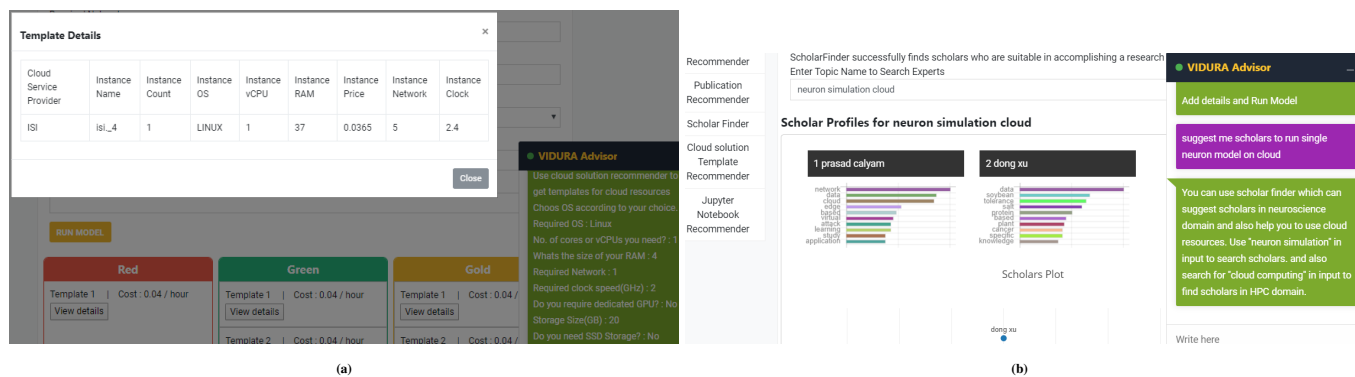 Template Details
×
Cloud Service Provider
Instance Name
Instance Count
Instance OS
Instance vCPU
Instance RAM
Instance Price
Instance Network
Instance Clock
ISI
isi._4
1
LINUX
1
37
0.0365
5
2.4
Close
RUN MODEL
Red
Green
Gold
Template 1 | Cost : 0.04 / hour
View details
Template 1 | Cost : 0.04 / hour
View details
Template 2 | Cost : 0.04 / hour
Template 1 | Cost : 0.04 /
View details
Template 2 | Cost : 0.04 /
VIDURA Advisor
Use cloud solution recommender to
get templates for cloud resources
Choos OS according to your choice.
Required OS : Linux
No. of cores or vCPUs you need? : 1
Whats the size of your RAM : 4
Required Network : 1
Required clock speed(GHz) : 2
Do you require dedicated GPU? : No
Storage Size(GB) : 20
Do you need SSD Storage? : No
(a)
Recommender
Publication
Recommender
Scholar Finder
Cloud solution
Template
Recommender
Jupyter
Notebook
Recommender
ScholarFinder successfully finds scholars who are suitable in accomplishing a research
Enter Topic Name to Search Experts
neuron simulation cloud
Scholar Profiles for neuron simulation cloud
1 prasad calyam
network
data
cloud
edge
based
virtual
attack
learning
study
application
2 dong xu
data
soybean
tolerance
salt
protein
based
plant
cancer
specific
knowledge
Scholars Plot
dong xu
VIDURA Advisor
Add details and Run Model
suggest me scholars to run single
neuron model on cloud
You can use scholar finder which can
suggest scholars in neuroscience
domain and also help you to use cloud
resources. Use "neuron simulation" in
input to search scholars. and also
search for "cloud computing" in input to
find scholars in HPC domain.
Write here
(b)